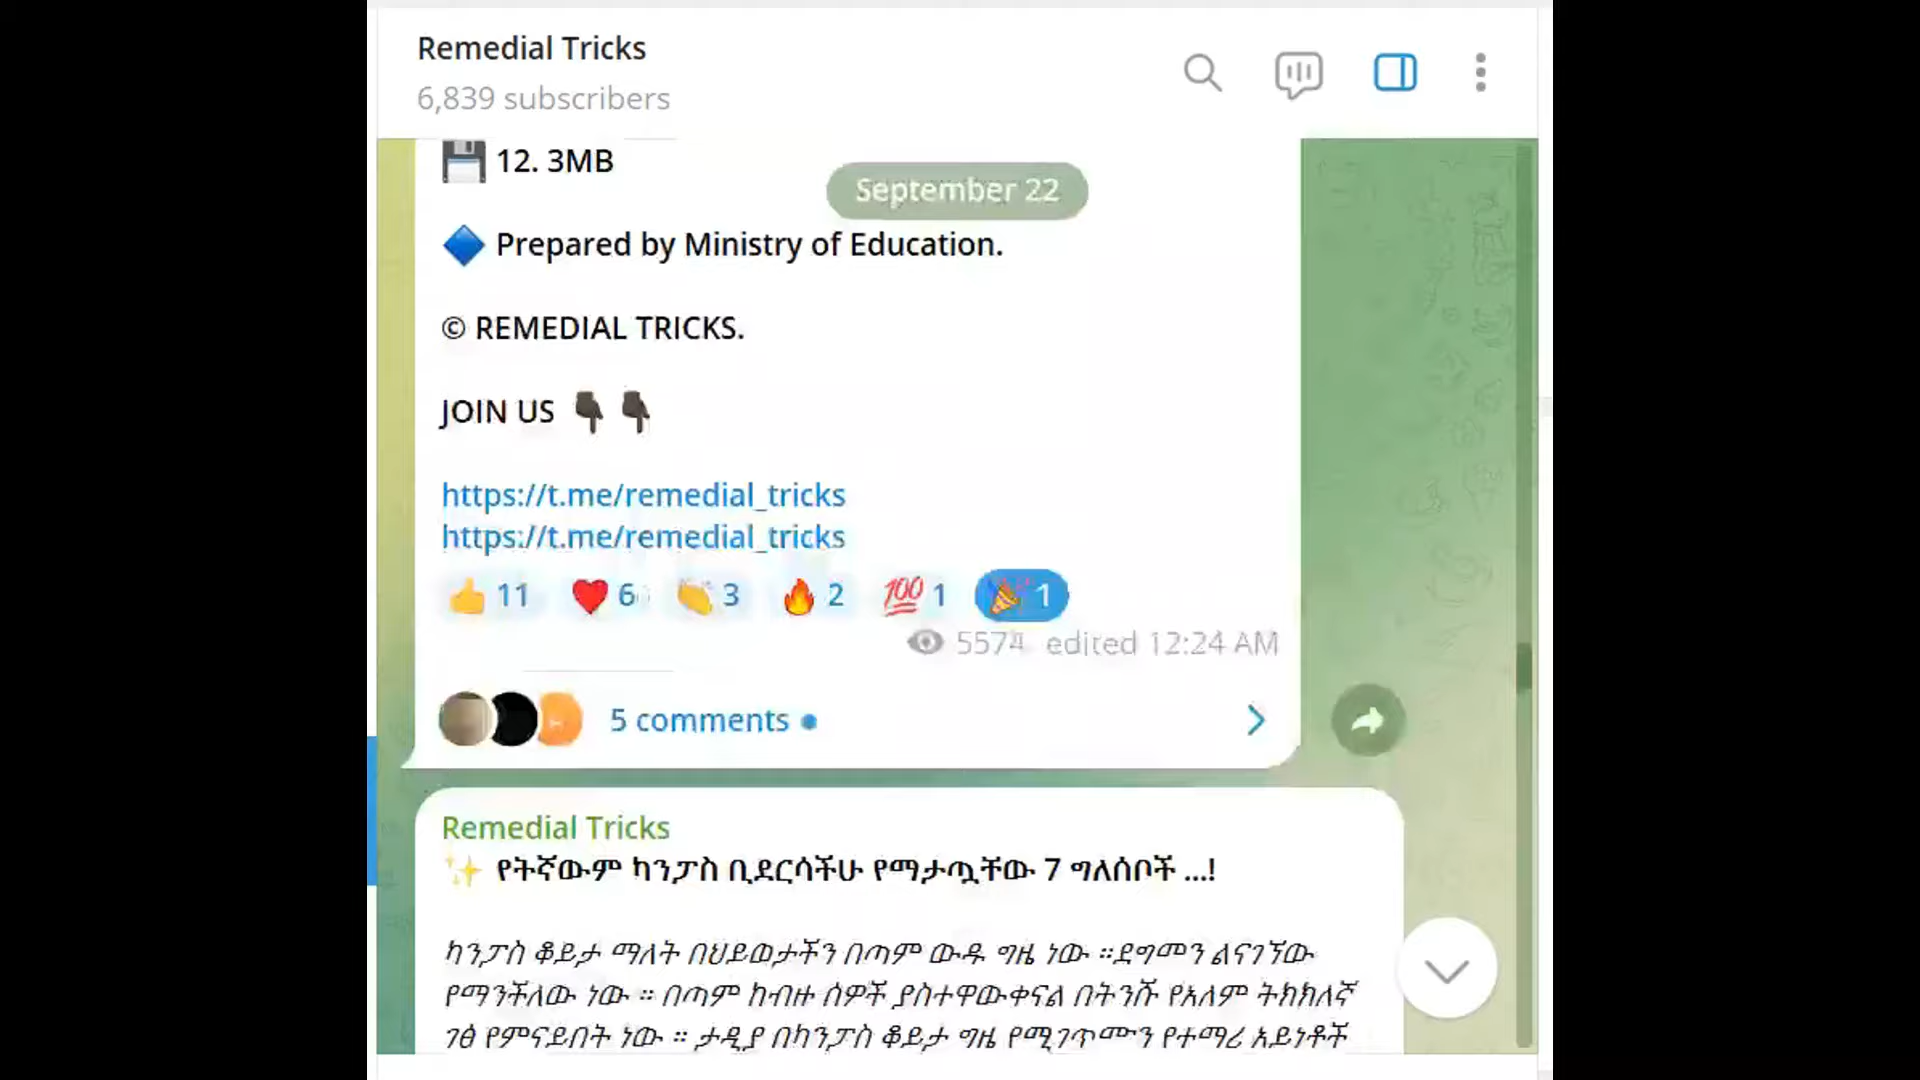 Remedial Tricks
6,839 subscribers
12. 3MB
September 22
Prepared by Ministry of Education.
© REMEDIAL TRICKS.
JOIN US
https://t.me/remedial_tricks
https://t.me/remedial_tricks
11 6 3 2 100 1 1
5574 edited 12:24 AM
5 comments
Remedial Tricks
የትኛውም ካንፓስ ቢደርሳችሁ የማታጧቸው 7 ግለሰቦች ...!
ካንፓስ ቆይታ ማለት በህይወታችን በጣም ውዱ ግዜ ነው ።ደግመን ልናገኘው
የማንችለው ነው ። በጣም ከብዙ ሰዎች ያስተዋውቀናል በትንሹ የአለም ትክክለኛ
ገፅ የምናይበት ነው ። ታዲያ በካንፓስ ቆይታ ግዜ የሚገጥሙን የተማሪ አይነቶች